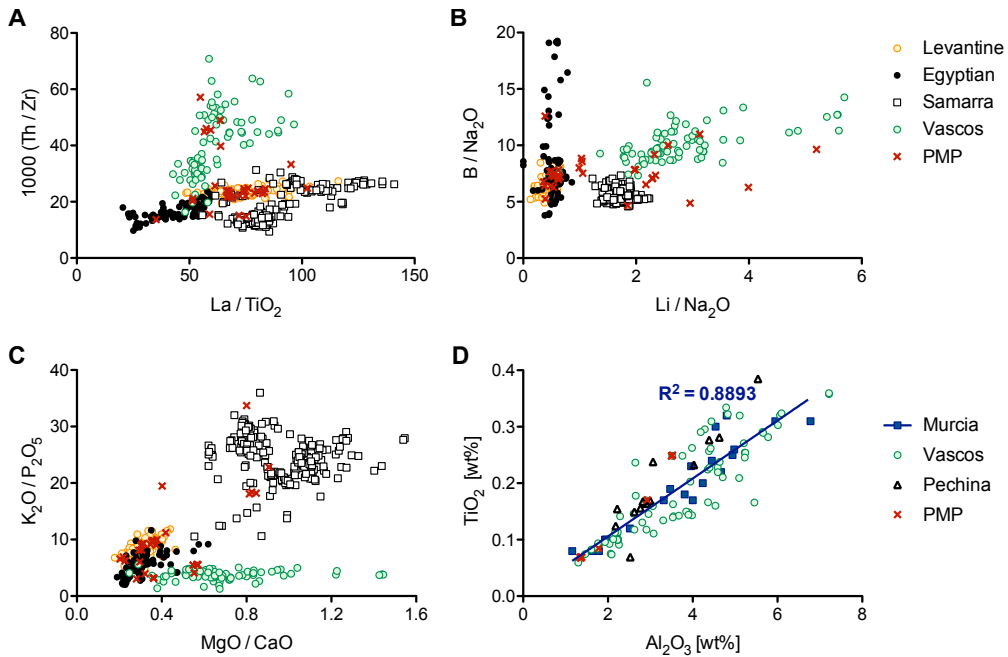 A
1000 (Th / Zr)
80
60
40
20
0
0
50
100
150
La / TiO₂
B
B / Na₂O
20
15
10
5
0
0
2
4
6
Li / Na₂O
Levantine
Egyptian
Samarra
Vascos
PMP
C
K₂O / P₂O₅
40
30
20
10
0
0.0
0.4
0.8
1.2
1.6
MgO / CaO
D
TiO₂ [wt%]
0.4
0.3
0.2
0.1
0.0
R² = 0.8893
0
2
4
6
8
Al₂O₃ [wt%]
Murcia
Vascos
Pechina
PMP